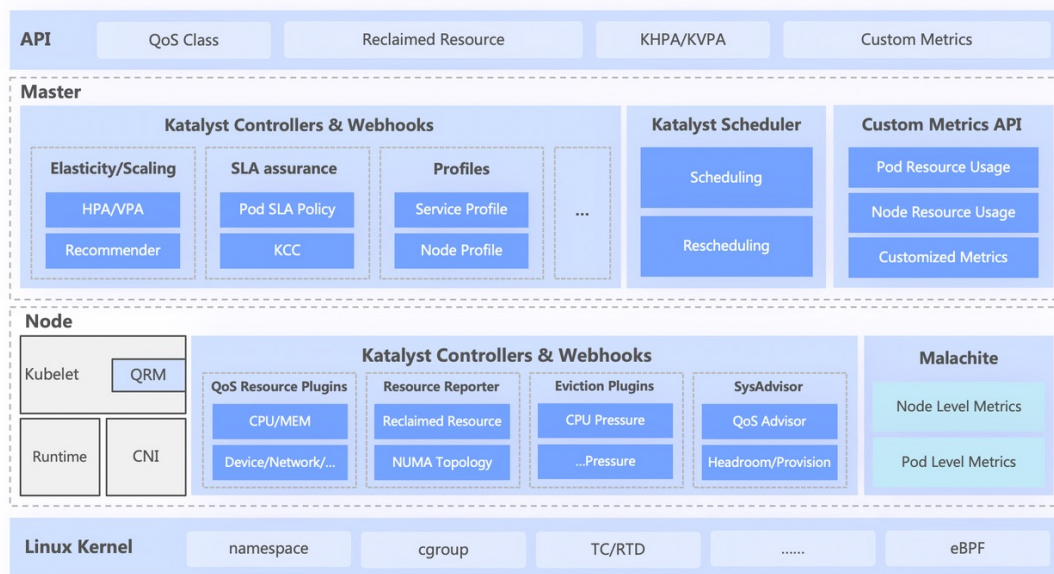 API
QoS Class
Reclaimed Resource
KHPA/KVPA
Custom Metrics
Master
Katalyst Controllers & Webhooks
Elasticity/Scaling
HPA/VPA
Recommender
SLA assurance
Pod SLA Policy
KCC
Profiles
Service Profile
Node Profile
...
Katalyst Scheduler
Scheduling
Rescheduling
Custom Metrics API
Pod Resource Usage
Node Resource Usage
Customized Metrics
Node
Kubelet
QRM
Runtime
CNI
Katalyst Controllers & Webhooks
QoS Resource Plugins
CPU/MEM
Device/Network/...
Resource Reporter
Reclaimed Resource
NUMA Topology
Eviction Plugins
CPU Pressure
...Pressure
SysAdvisor
QoS Advisor
Headroom/Provision
Malachite
Node Level Metrics
Pod Level Metrics
Linux Kernel
namespace
cgroup
TC/RTD
......
eBPF